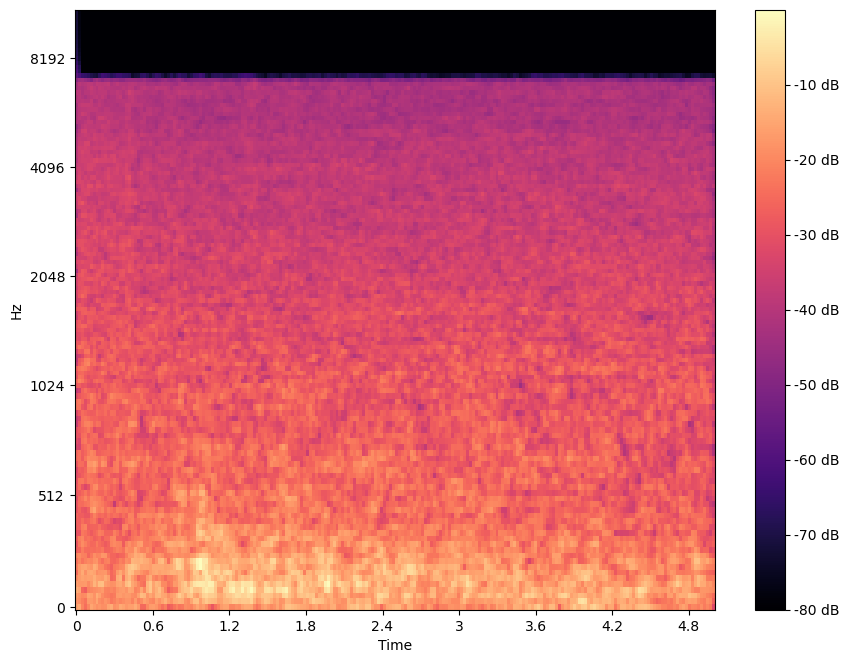 8192
4096
2048
1024
512
0
Hz
0 0.6 1.2 1.8 2.4 3 3.6 4.2 4.8
Time
-10 dB
-20 dB
-30 dB
-40 dB
-50 dB
-60 dB
-70 dB
-80 dB